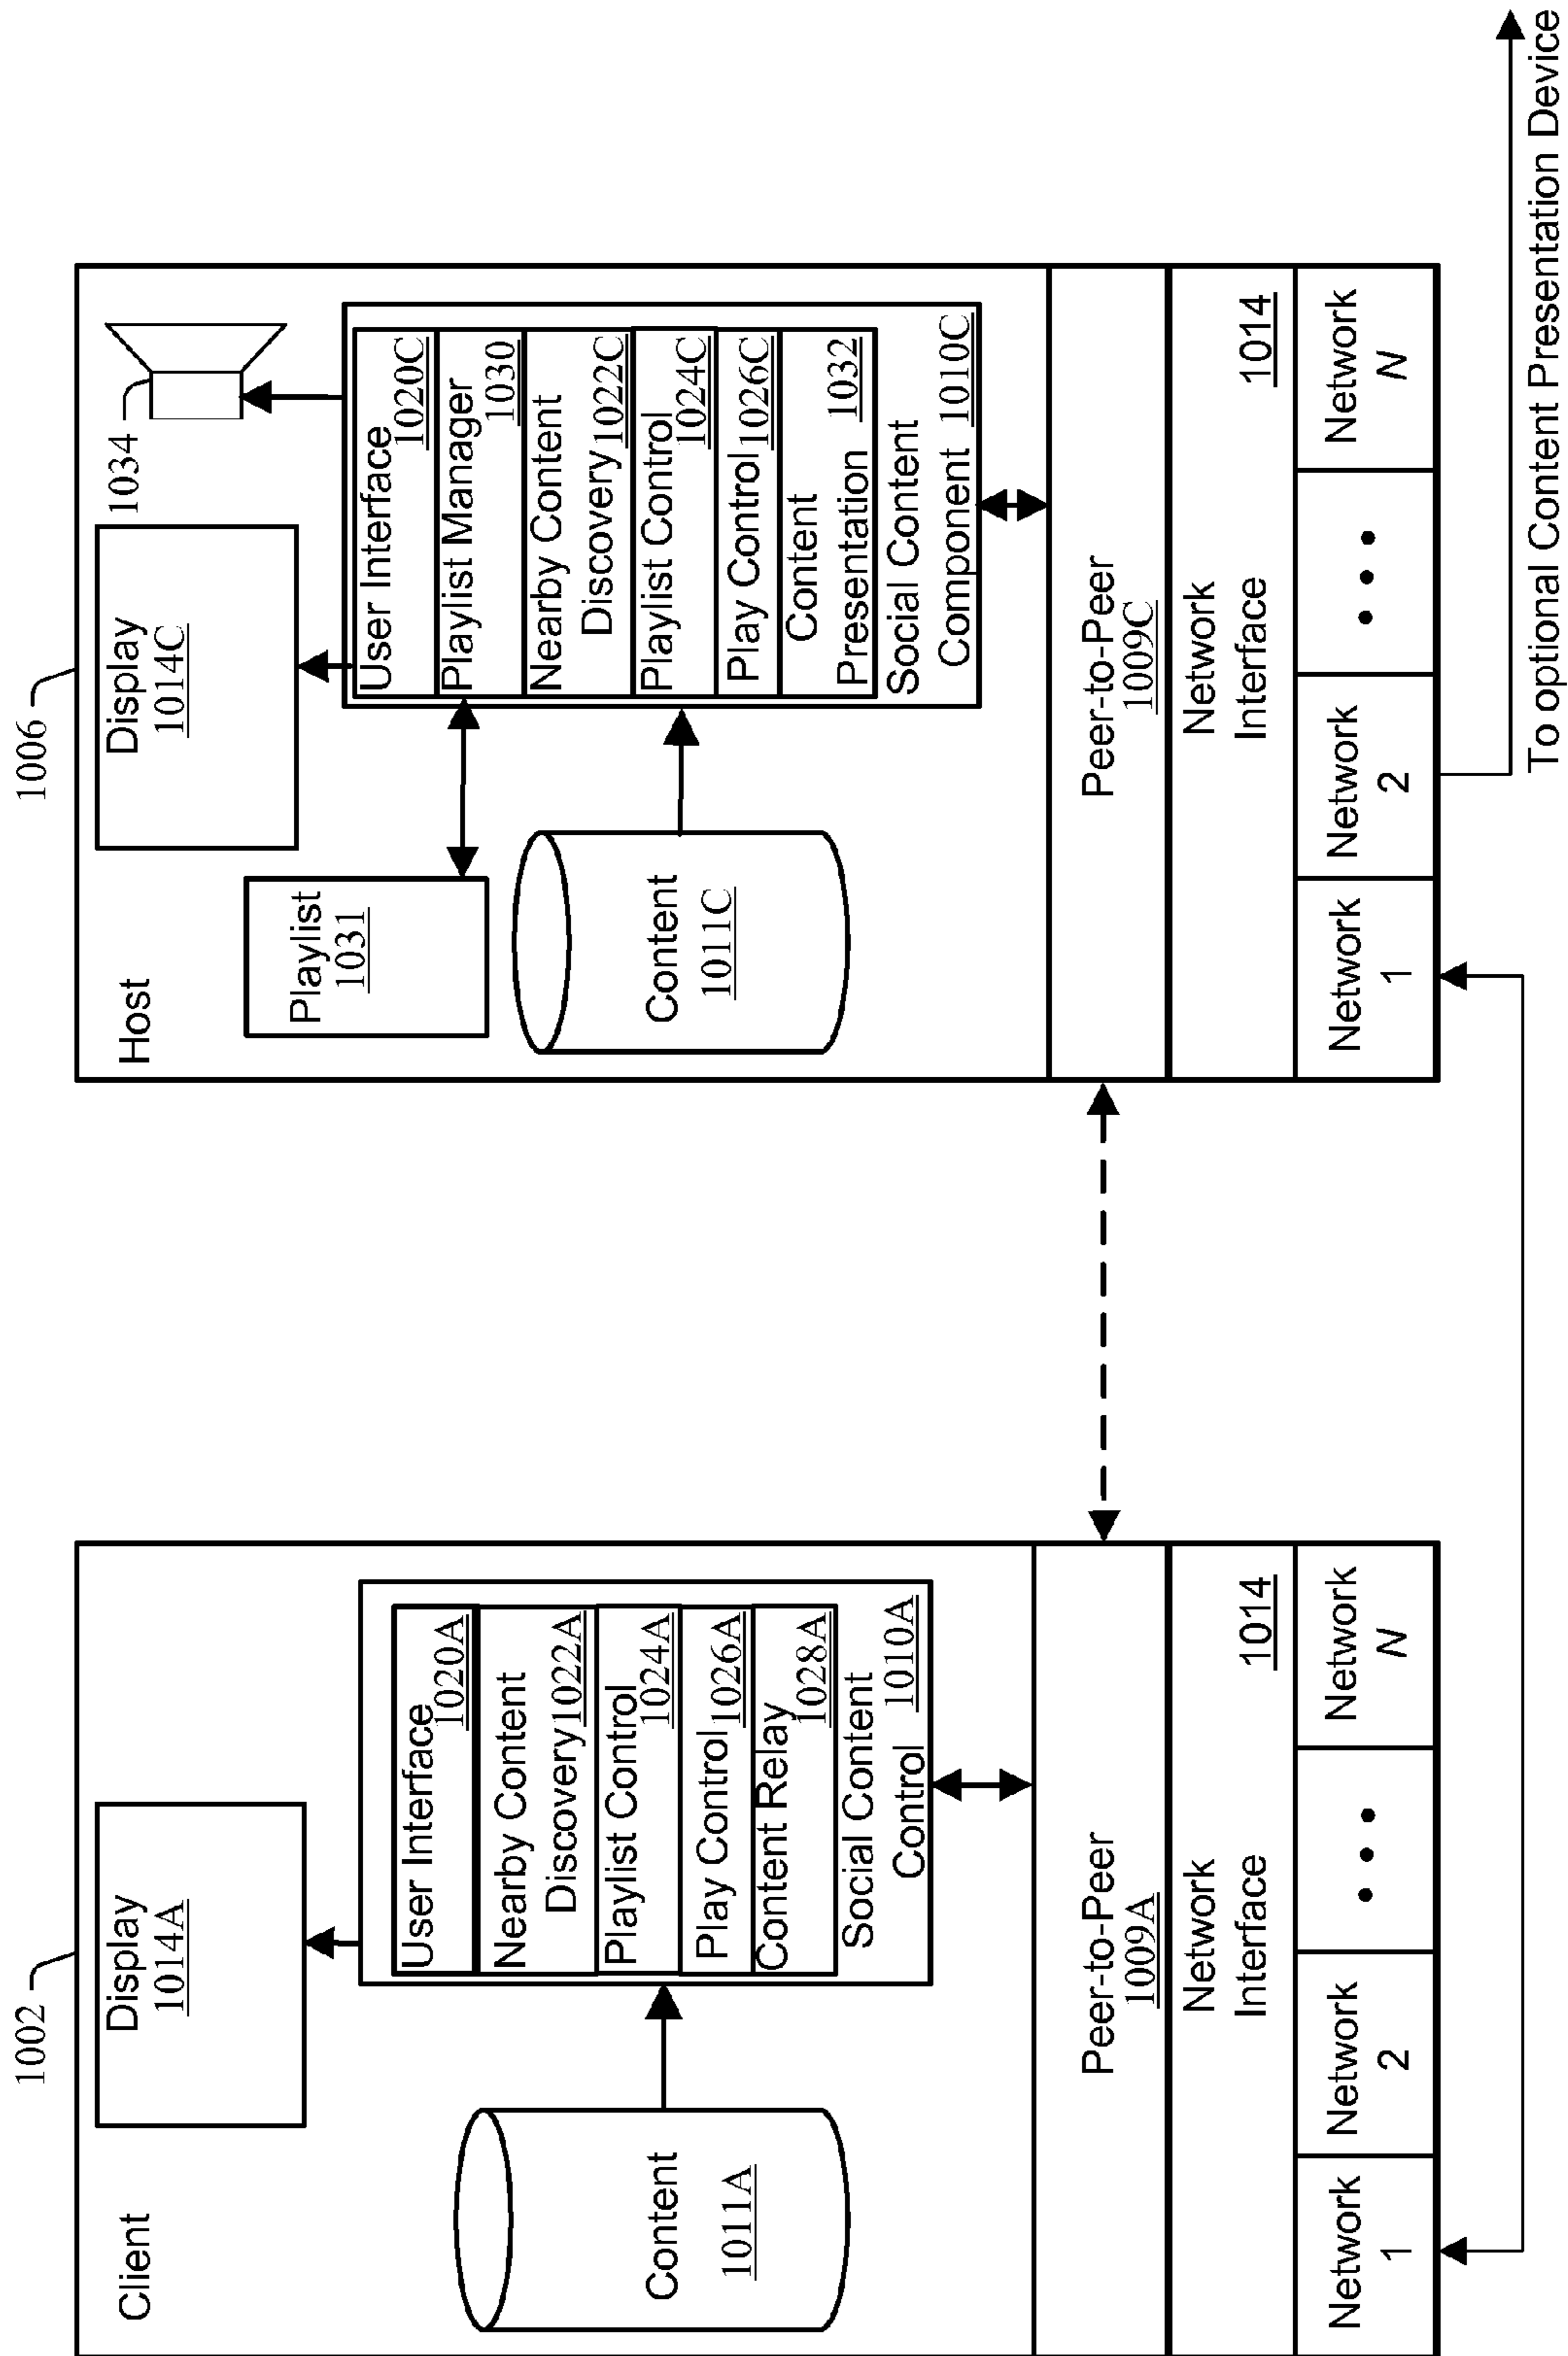 1002
Client
Display
1014A
Content
1011A
User Interface
1020A
Nearby Content
Discovery 1022A
Playlist Control
1024A
Play Control 1026A
Content Relay
1028A
Social Content
Control 1010A
Peer-to-Peer
1009A
Network
Interface
1014
Network
1
Network
2
• • •
Network
N
1006
Host
Display
1014C
1034
Playlist
1031
Content
1011C
User Interface
1020C
Playlist Manager
1030
Nearby Content
Discovery 1022C
Playlist Control
1024C
Play Control 1026C
Content
Presentation 1032
Social Content
Component 1010C
Peer-to-Peer
1009C
Network
Interface
1014
Network
1
Network
2
• • •
Network
N
To optional Content Presentation Device